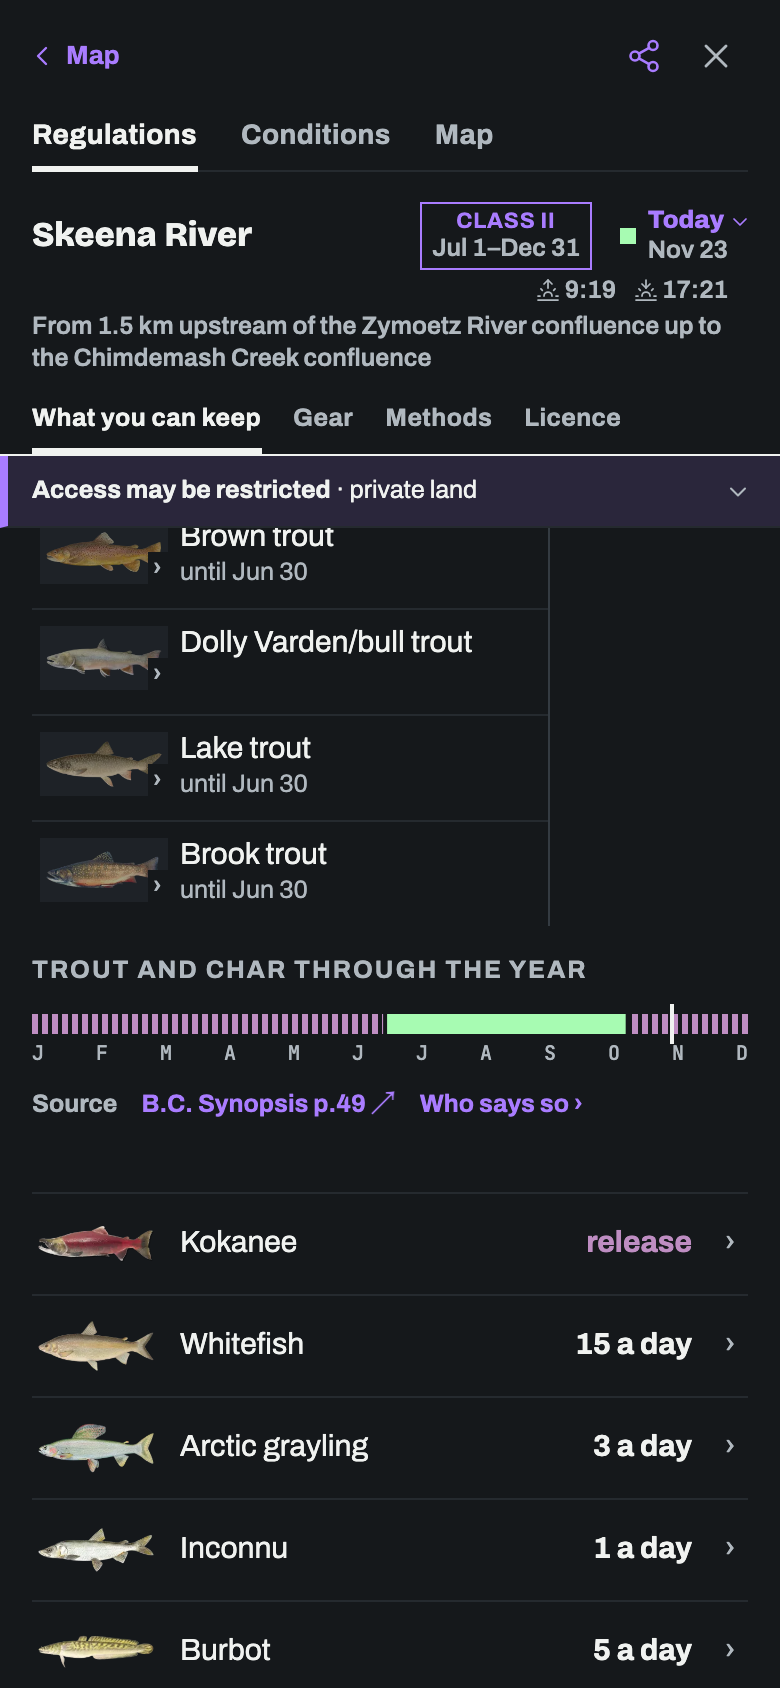 Map
Regulations Conditions Map
Skeena River
CLASS II
Jul 1–Dec 31
Today
Nov 23
9:19 17:21
From 1.5 km upstream of the Zymoetz River confluence up to
the Chimdemash Creek confluence
What you can keep Gear Methods Licence
Access may be restricted · private land
Brown trout
until Jun 30
Dolly Varden/bull trout
Lake trout
until Jun 30
Brook trout
until Jun 30
TROUT AND CHAR THROUGH THE YEAR
J F M A M J J A S O N D
Source B.C. Synopsis p.49 ↗ Who says so ›
Kokanee release ›
Whitefish 15 a day ›
Arctic grayling 3 a day ›
Inconnu 1 a day ›
Burbot 5 a day ›